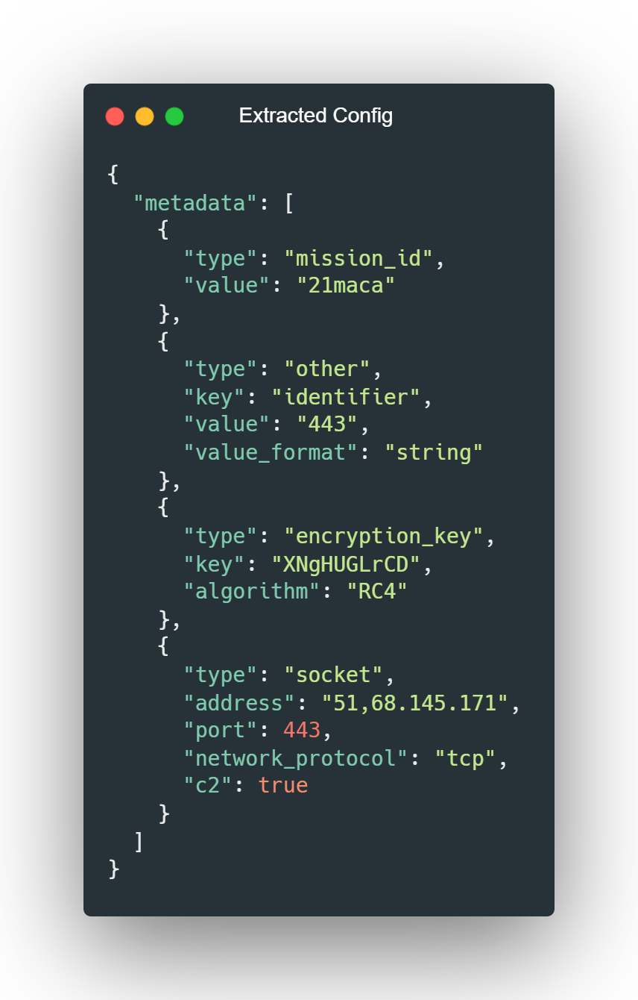 Extracted Config
{
  "metadata": [
    {
      "type": "mission_id",
      "value": "21maca"
    },
    {
      "type": "other",
      "key": "identifier",
      "value": "443",
      "value_format": "string"
    },
    {
      "type": "encryption_key",
      "key": "XNgHUGLrCD",
      "algorithm": "RC4"
    },
    {
      "type": "socket",
      "address": "51,68.145.171",
      "port": 443,
      "network_protocol": "tcp",
      "c2": true
    }
  ]
}